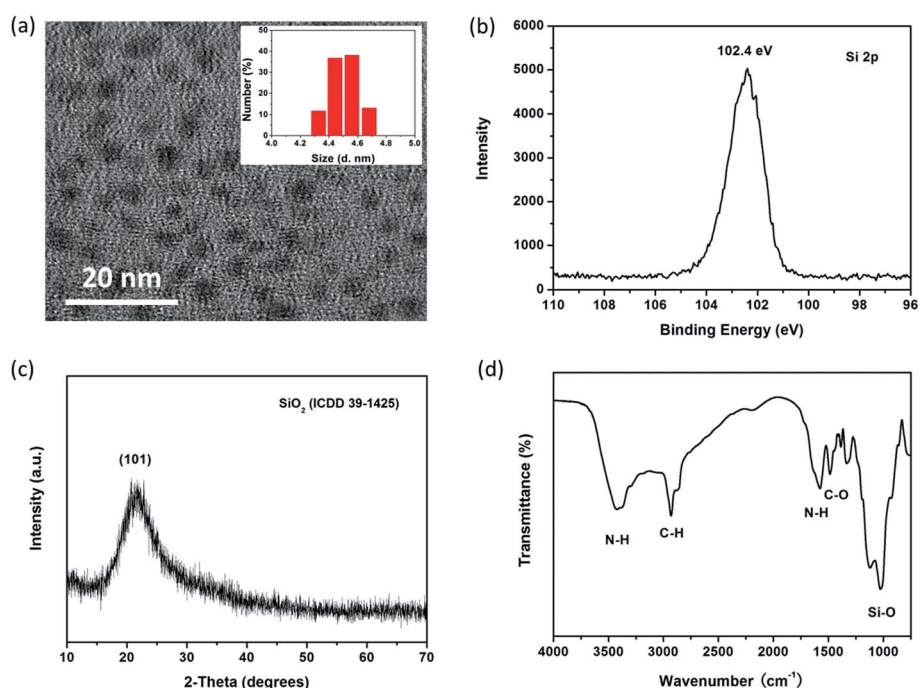 (a)
50
40
30
20
10
0
Number (%)
4.0 4.2 4.4 4.6 4.8 5.0
Size (d. nm)
20 nm
(b)
102.4 eV
Si 2p
6000
5000
4000
3000
2000
1000
0
Intensity
110 108 106 104 102 100 98 96
Binding Energy (eV)
(c)
SiO₂ (ICDD 39-1425)
(101)
Intensity (a.u.)
10 20 30 40 50 60 70
2-Theta (degrees)
(d)
Transmittance (%)
N-H
C-H
C-O
N-H
Si-O
4000 3500 3000 2500 2000 1500 1000
Wavenumber (cm⁻¹)